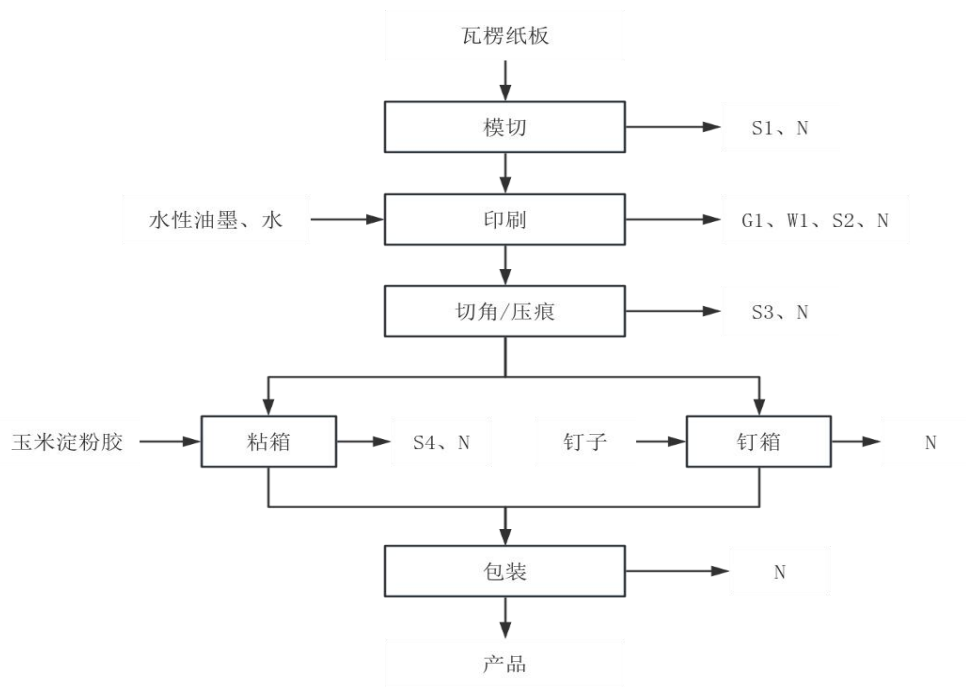 瓦楞纸板
模切
S1、N
水性油墨、水
印刷
G1、W1、S2、N
切角/压痕
S3、N
玉米淀粉胶
粘箱
S4、N
钉子
钉箱
N
包装
N
产品